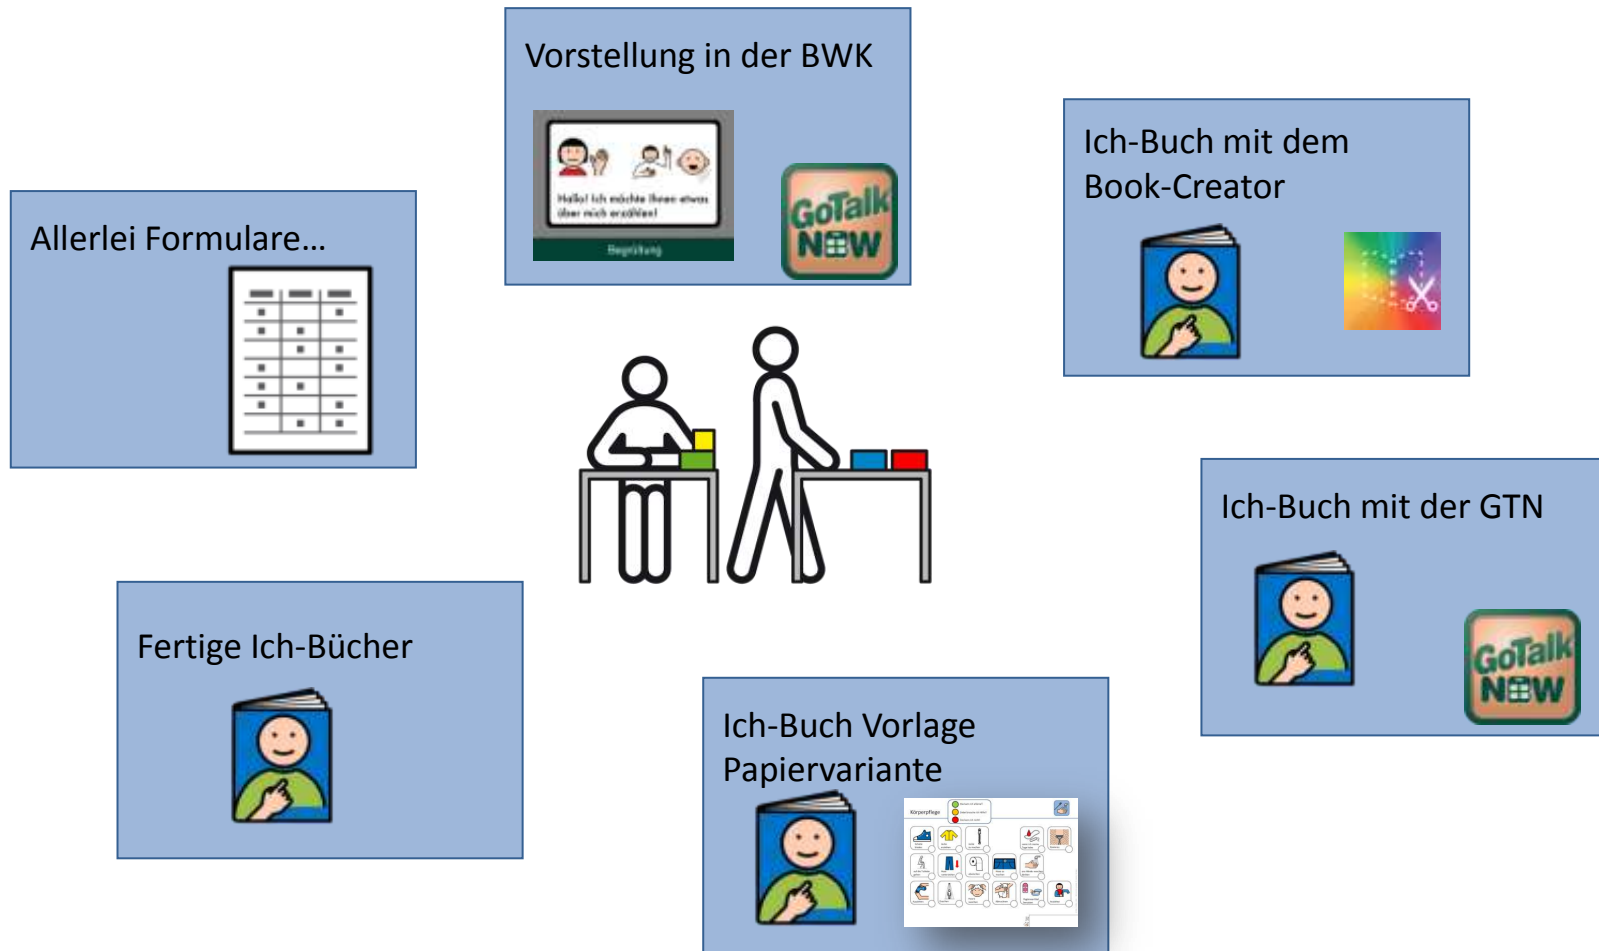 Vorstellung in der BWK
Hallo! Ich möchte Ihnen etwas
über mich erzählen!
Begrüßung
GoTalk
NOW
Ich-Buch mit dem
Book-Creator
Allerlei Formulare...
Ich-Buch mit der GTN
GoTalk
NOW
Fertige Ich-Bücher
Ich-Buch Vorlage
Papiervariante
Körperpflege